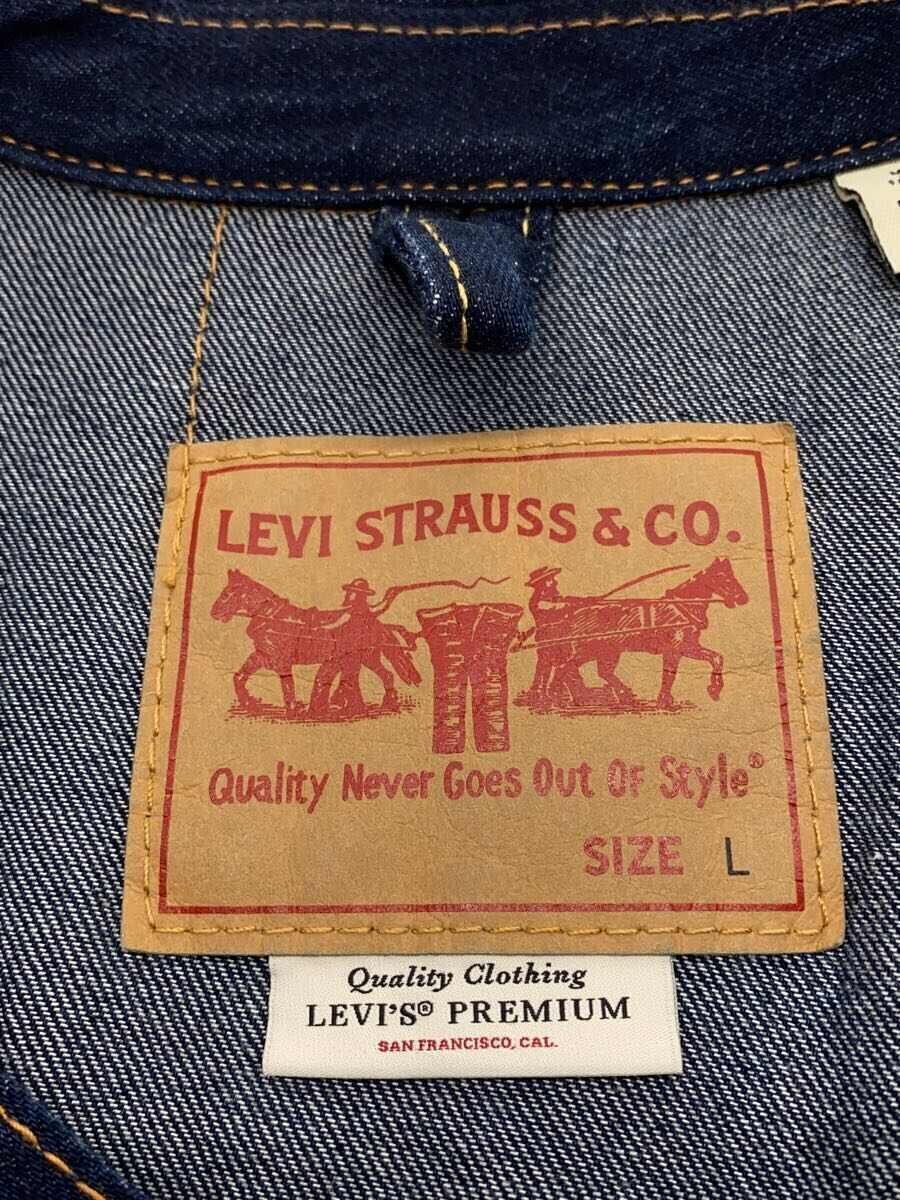 LEVI STRAUSS & CO.
Quality Never Goes Out Of Style®
SIZE L
Quality Clothing
LEVI'S® PREMIUM
SAN FRANCISCO, CAL.